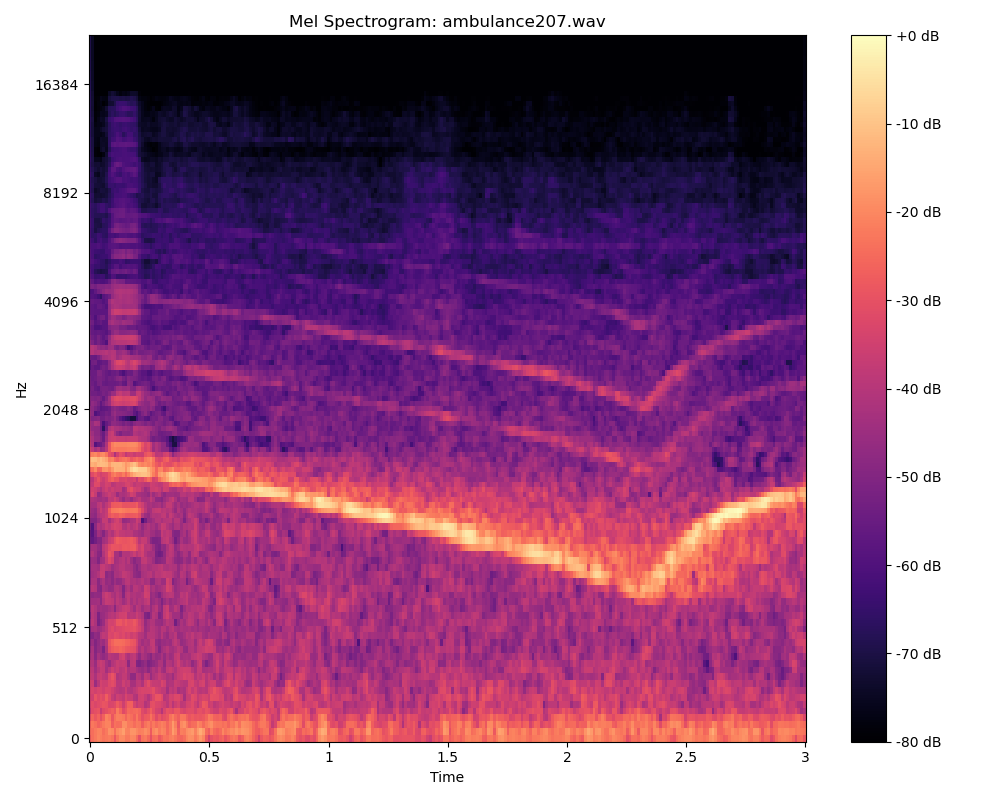 Mel Spectrogram: ambulance207.wav
+0 dB
16384
-10 dB
8192
-20 dB
4096
-30 dB
Hz
2048
-40 dB
-50 dB
1024
-60 dB
512
-70 dB
0
-80 dB
0 0.5 1 1.5 2 2.5 3
Time